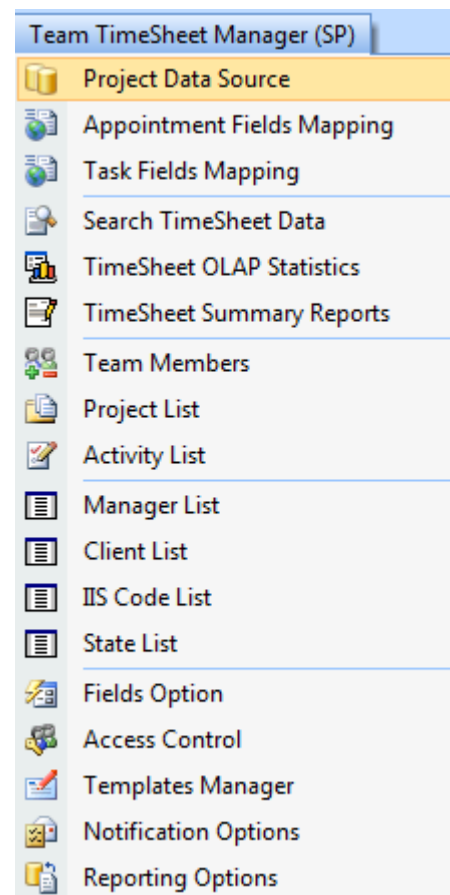 Team TimeSheet Manager (SP)
Project Data Source
Appointment Fields Mapping
Task Fields Mapping
Search TimeSheet Data
TimeSheet OLAP Statistics
TimeSheet Summary Reports
Team Members
Project List
Activity List
Manager List
Client List
IIS Code List
State List
Fields Option
Access Control
Templates Manager
Notification Options
Reporting Options